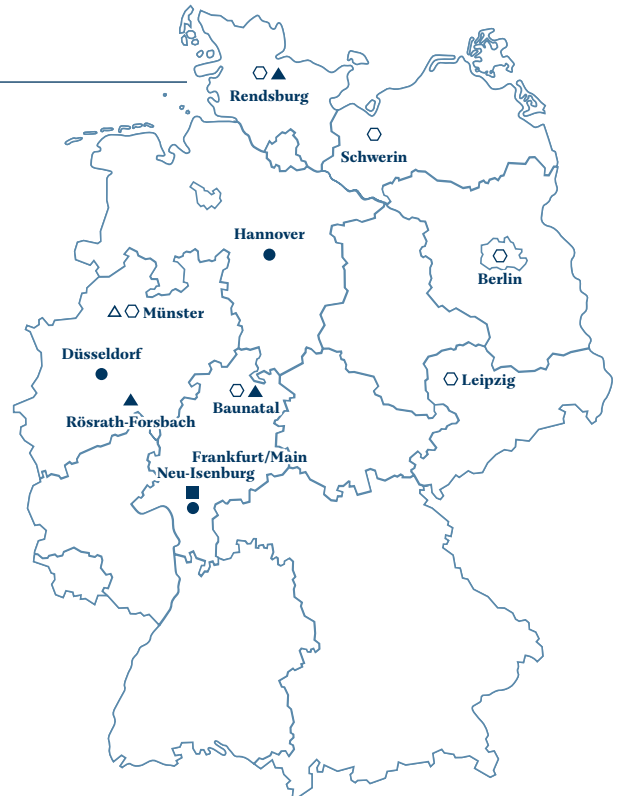 Rendsburg
Schwerin
Hannover
Berlin
Münster
Düsseldorf
Leipzig
Baunatal
Rösrath-Forsbach
Frankfurt/Main
Neu-Isenburg